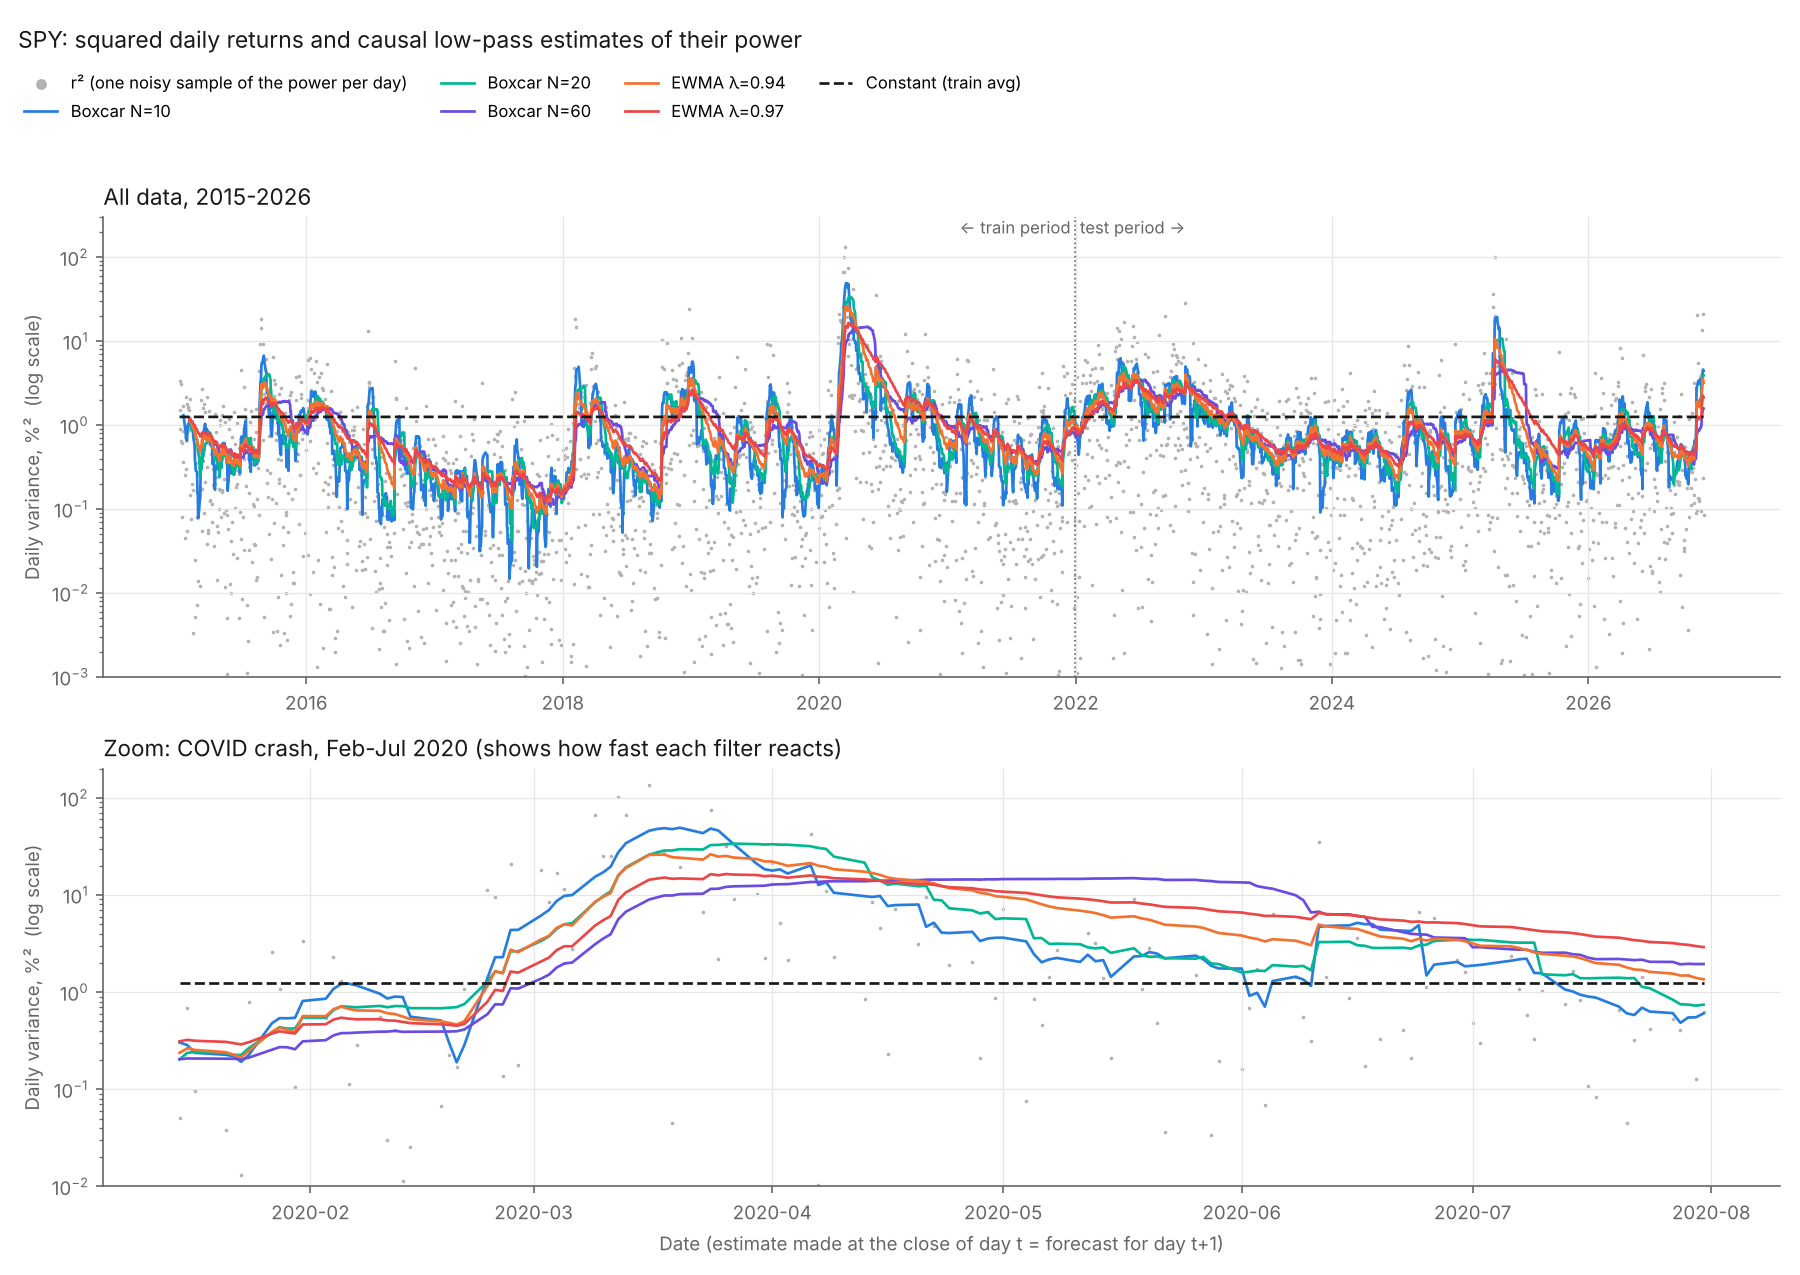 SPY: squared daily returns and causal low-pass estimates of their power
r² (one noisy sample of the power per day)
Boxcar N=20
EWMA λ=0.94
Constant (train avg)
Boxcar N=10
Boxcar N=60
EWMA λ=0.97
All data, 2015-2026
← train period
test period →
Daily variance, %² (log scale)
10²
10¹
10⁰
10⁻¹
10⁻²
10⁻³
2016
2018
2020
2022
2024
2026
Zoom: COVID crash, Feb-Jul 2020 (shows how fast each filter reacts)
Daily variance, %² (log scale)
10²
10¹
10⁰
10⁻¹
10⁻²
2020-02
2020-03
2020-04
2020-05
2020-06
2020-07
2020-08
Date (estimate made at the close of day t = forecast for day t+1)